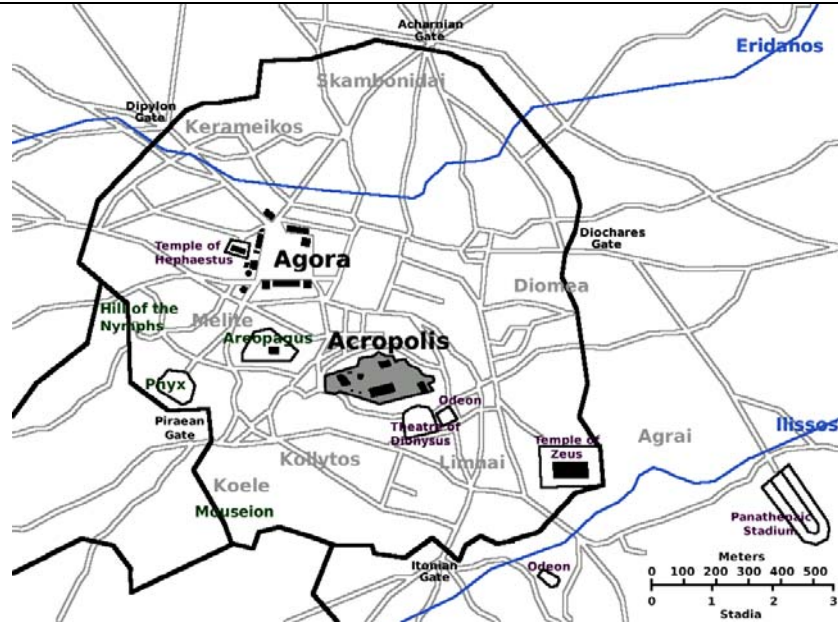 Acharnian
Gate
Eridanos
Skambonidai
Dipylon
Gate
Kerameikos
Diochares
Gate
Temple of
Hephaestus
Agora
Diomea
Hill of the
Nymphs
Melite
Areopagus
Acropolis
Pnyx
Odeon
Piraean
Gate
Theatre of
Dionysus
Temple of
Zeus
Agrai
Ilissos
Kollytos
Limnai
Koele
Mouseion
Panathenaic
Stadium
Itonian
Gate
Odeon
Meters
0 100 200 300 400 500
0 1 2 3
Stadia